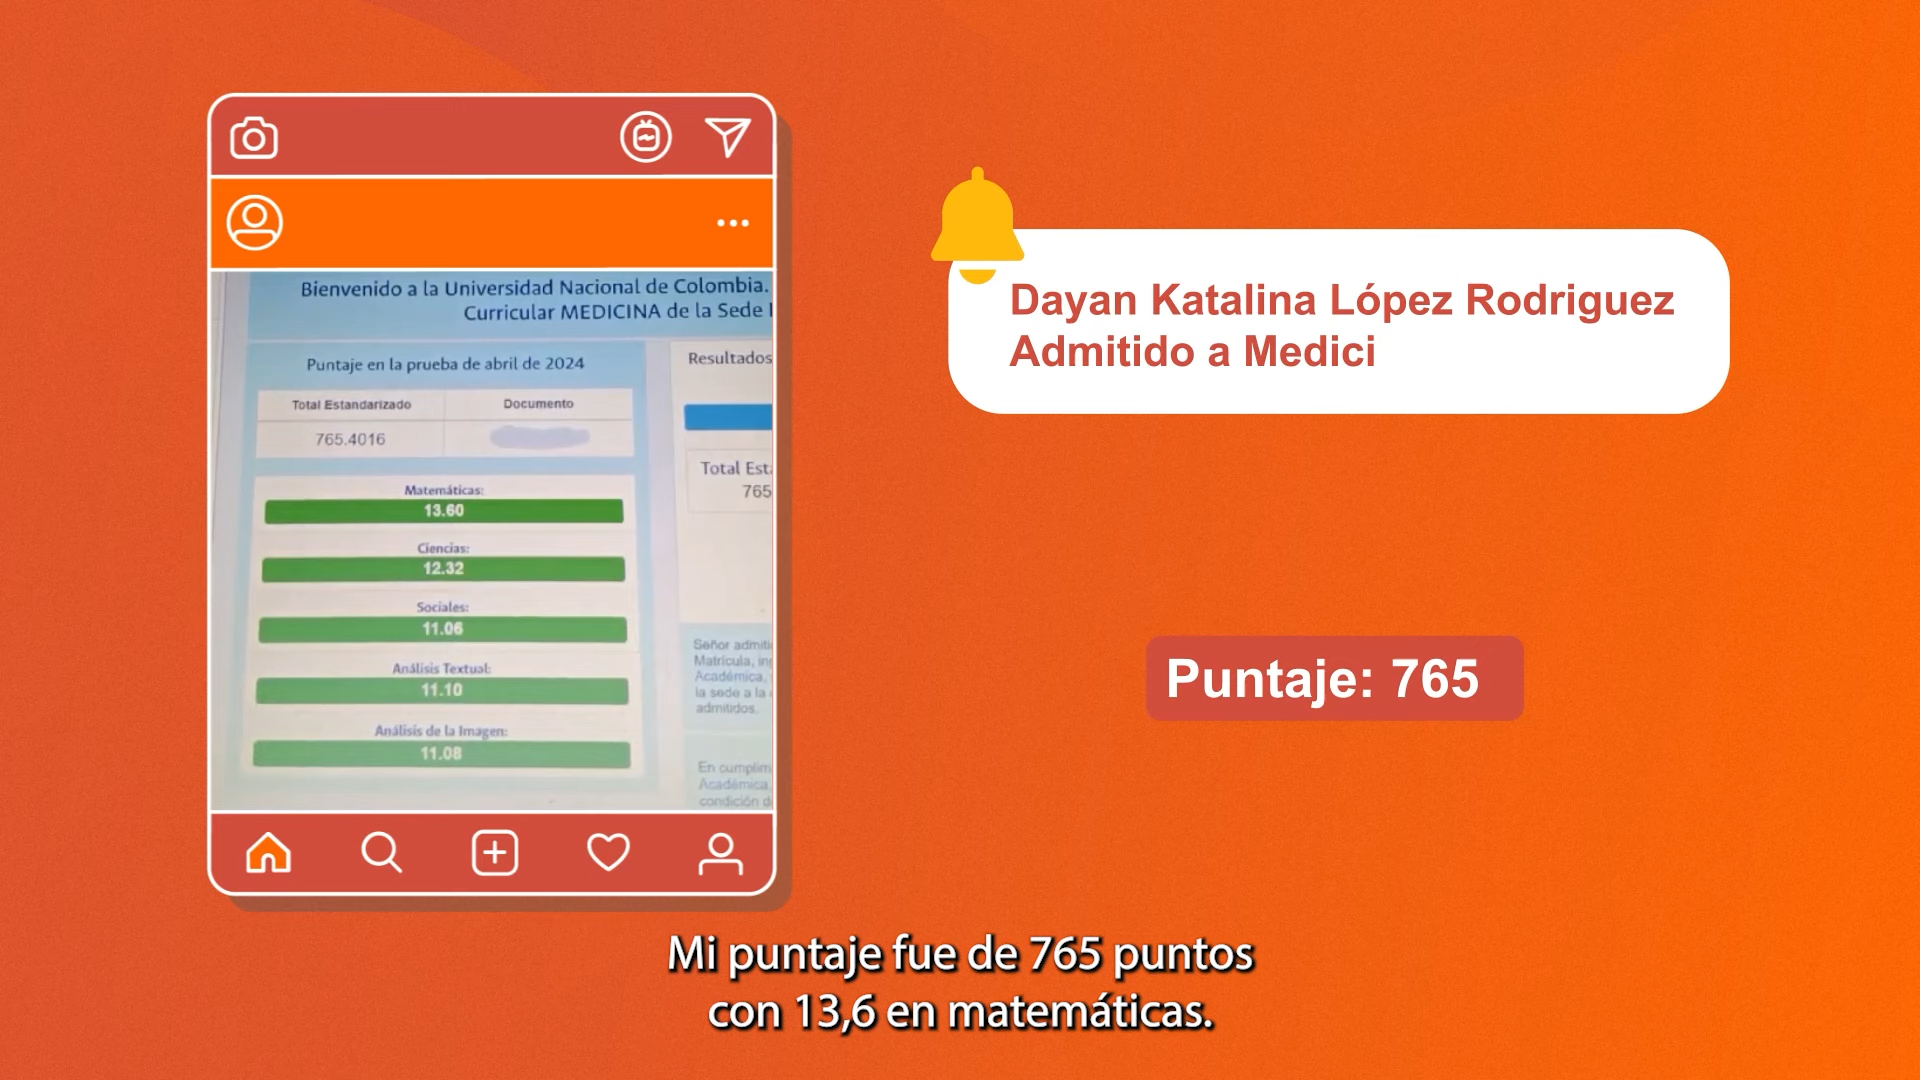 Bienvenido a la Universidad Nacional de Colombia.
Curricular MEDICINA de la Sede
Puntaje en la prueba de abril de 2024
Total Estandarizado
Documento
765.4016
Matemáticas:
13.60
Ciencias:
12.32
Sociales:
11.06
Análisis Textual:
11.10
Análisis de la Imagen:
11.08
Resultados
Total Est
765
Señor admiti
Matrícula, in
Académica,
la sede a la
admitidos.
En cumplim
Académica
condición d
Dayan Katalina López Rodriguez
Admitido a Medici
Puntaje: 765
Mi puntaje fue de 765 puntos
con 13,6 en matemáticas.